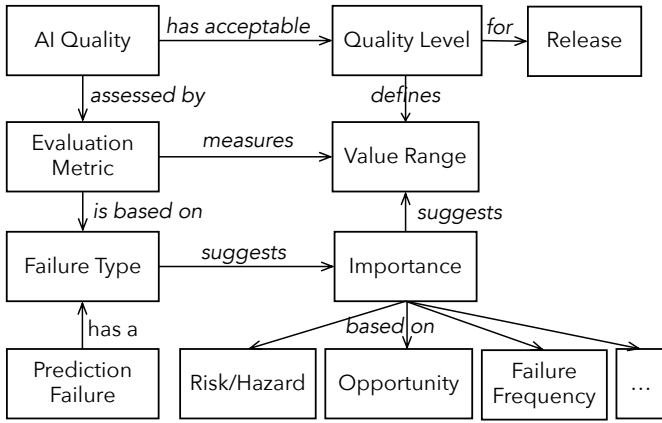 AI Quality
has acceptable
Quality Level
for
Release
assessed by
defines
Evaluation
Metric
measures
Value Range
is based on
suggests
Failure Type
suggests
Importance
has a
based on
Prediction
Failure
Risk/Hazard
Opportunity
Failure
Frequency
...